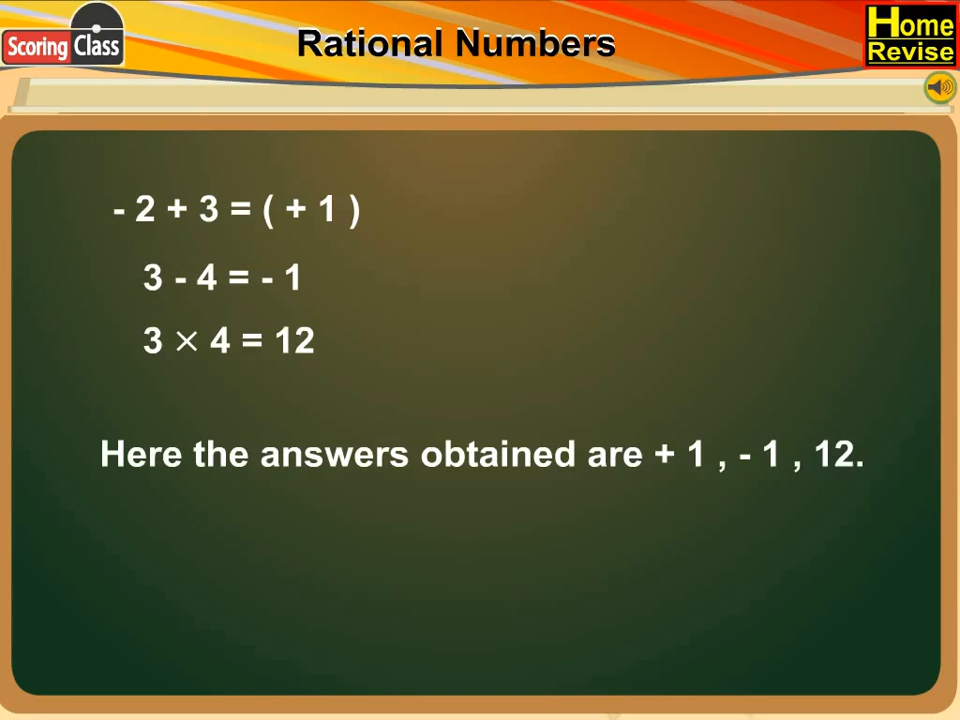 Scoring Class
Rational Numbers
Home
Revise
- 2 + 3 = ( + 1 )
3 - 4 = - 1
3 × 4 = 12
Here the answers obtained are + 1 , - 1 , 12.